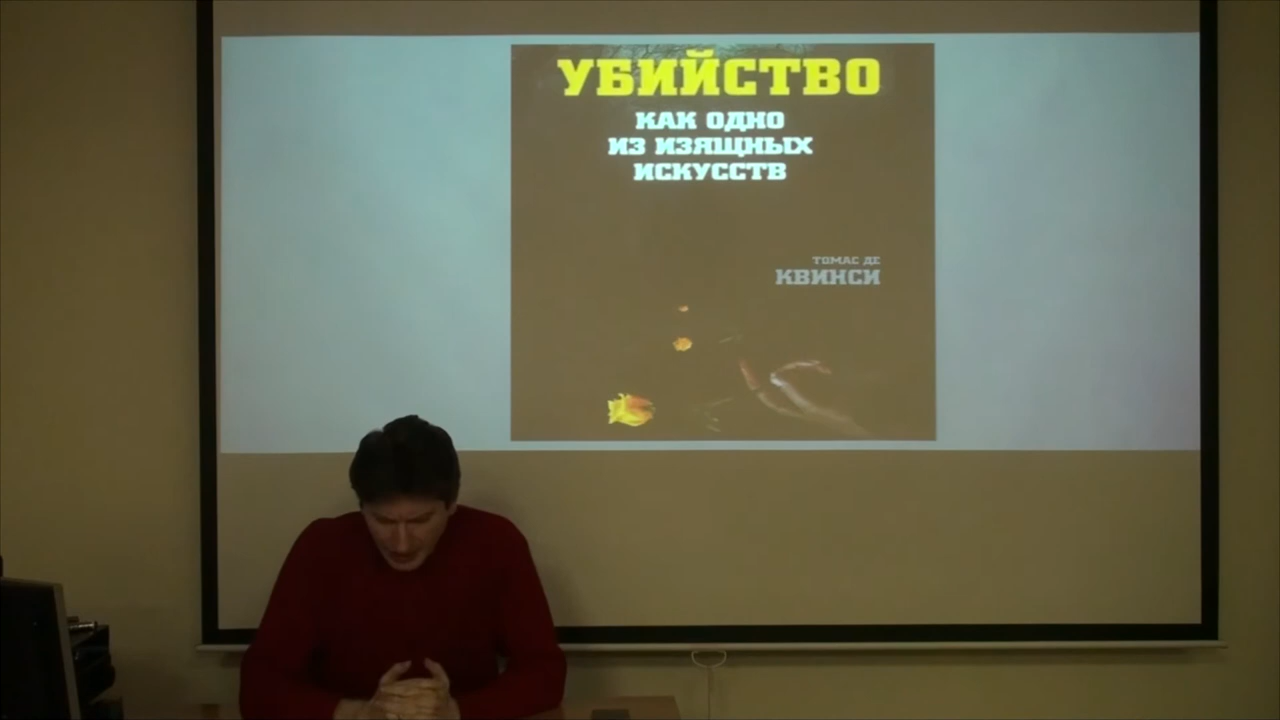 УБИЙСТВО
КАК ОДНО
ИЗ ИЗЯЩНЫХ
ИСКУССТВ
ТОМАС ДЕ
КВИНСИ